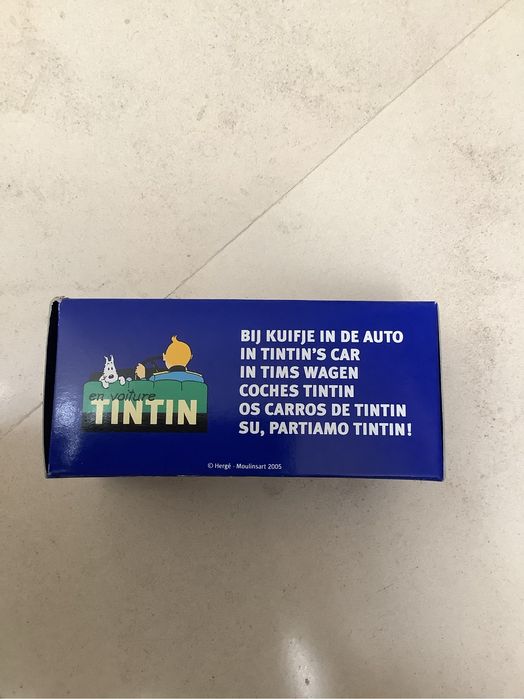 en voiture
TINTIN
BIJ KUIFJE IN DE AUTO
IN TINTIN'S CAR
IN TIMS WAGEN
COCHES TINTIN
OS CARROS DE TINTIN
SU, PARTIAMO TINTIN!
© Hergé - Moulinsart 2005